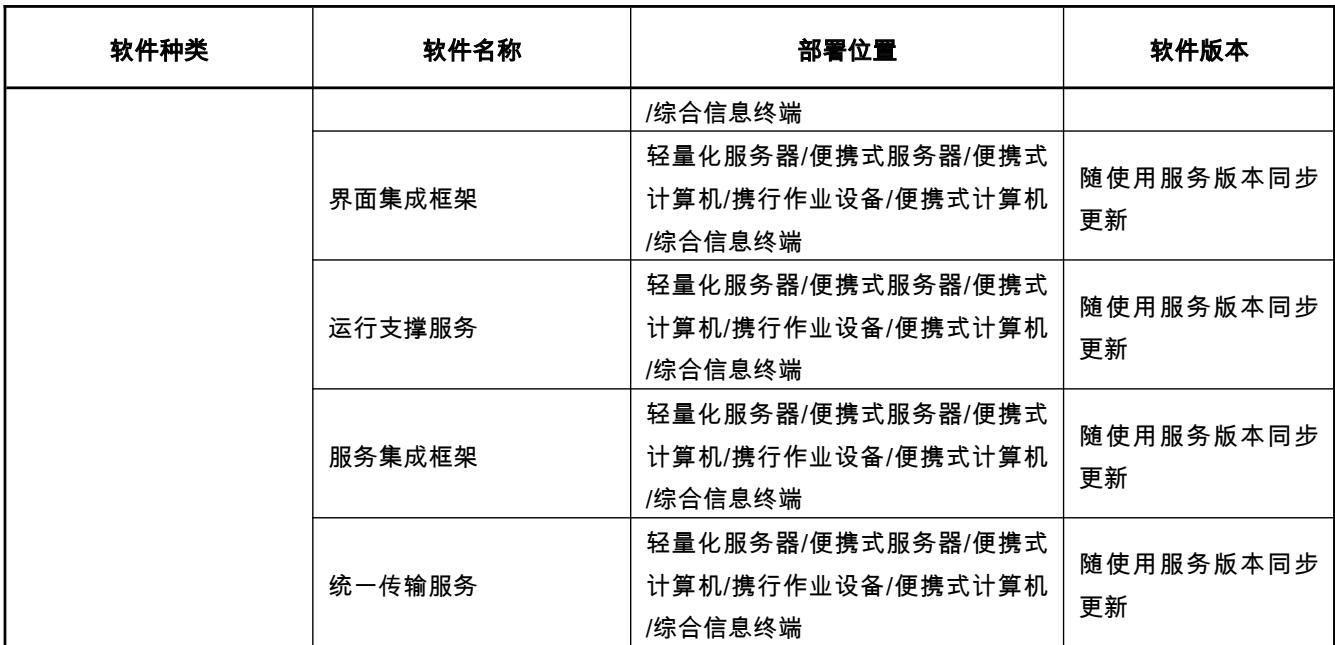 软件种类 软件名称 部署位置 软件版本
/综合信息终端
界面集成框架
轻量化服务器/便携式服务器/便携式
计算机/携行作业设备/便携式计算机
/综合信息终端
随使用服务版本同步
更新
运行支撑服务
轻量化服务器/便携式服务器/便携式
计算机/携行作业设备/便携式计算机
/综合信息终端
随使用服务版本同步
更新
服务集成框架
轻量化服务器/便携式服务器/便携式
计算机/携行作业设备/便携式计算机
/综合信息终端
随使用服务版本同步
更新
统一传输服务
轻量化服务器/便携式服务器/便携式
计算机/携行作业设备/便携式计算机
/综合信息终端
随使用服务版本同步
更新